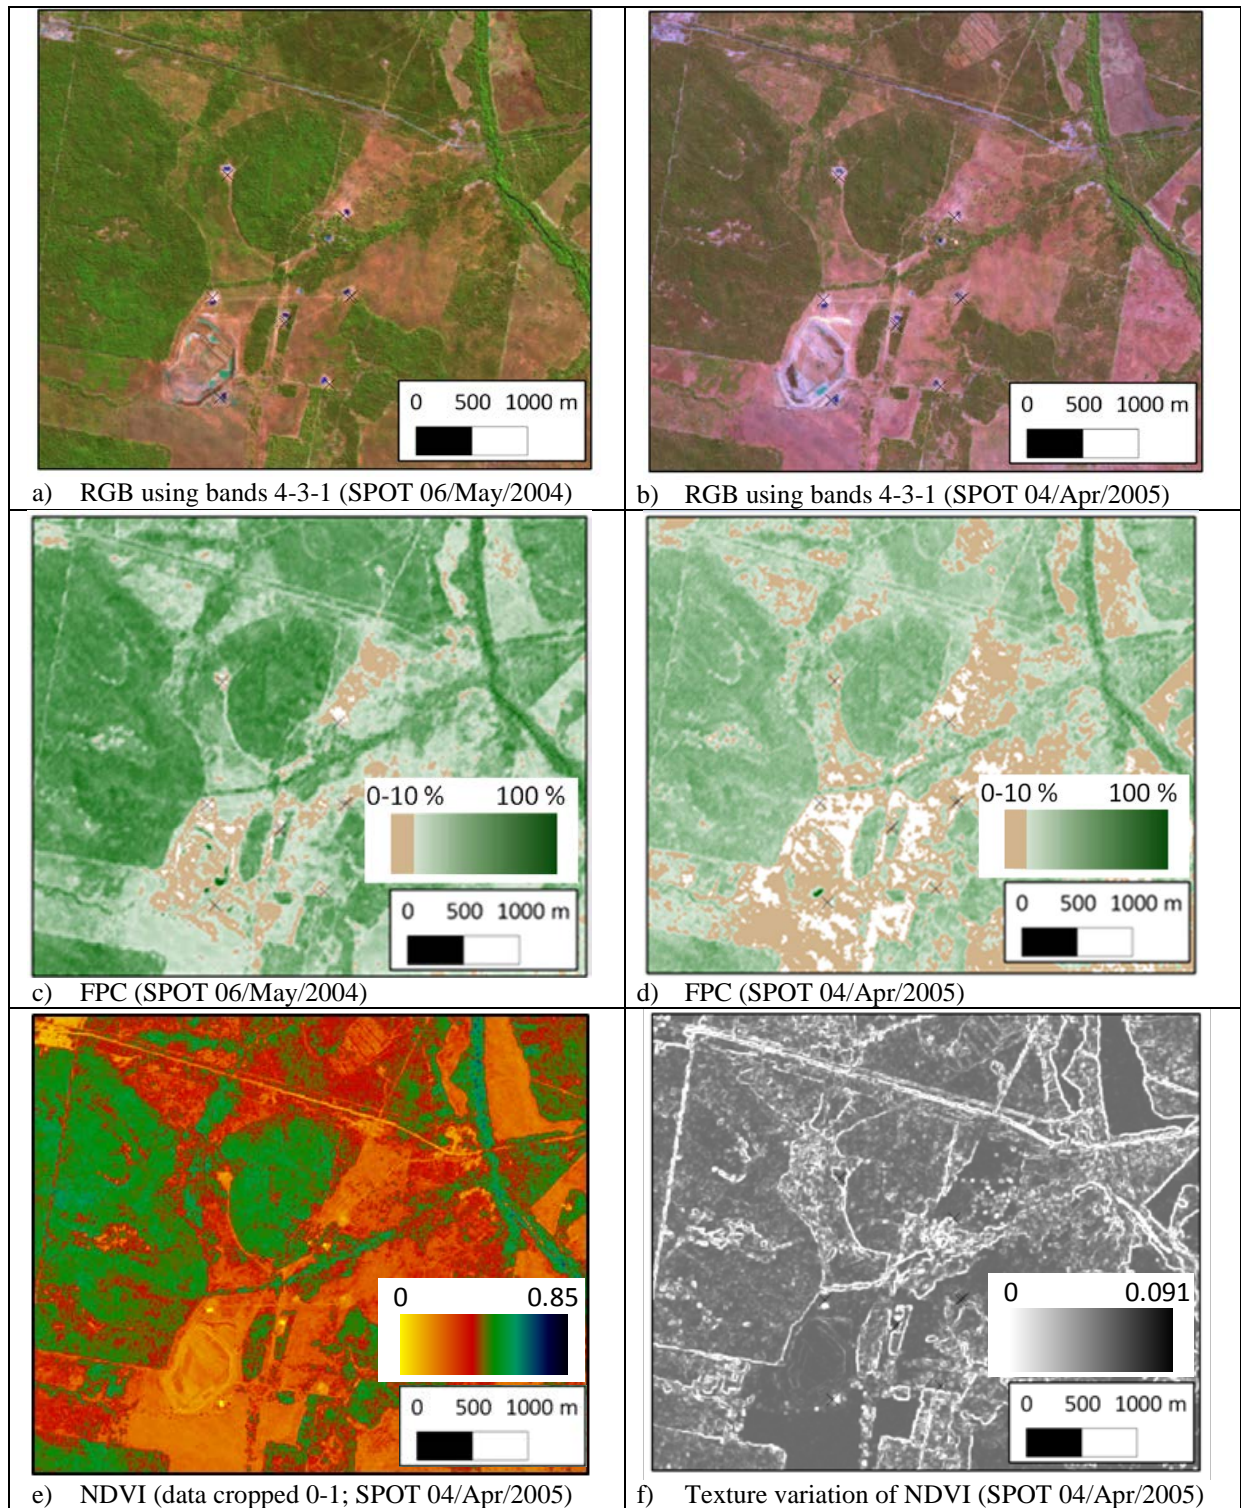 0 500 1000 m
a) RGB using bands 4-3-1 (SPOT 06/May/2004)
0 500 1000 m
b) RGB using bands 4-3-1 (SPOT 04/Apr/2005)
0-10 % 100 %
0 500 1000 m
c) FPC (SPOT 06/May/2004)
0-10 % 100 %
0 500 1000 m
d) FPC (SPOT 04/Apr/2005)
0 0.85
0 500 1000 m
e) NDVI (data cropped 0-1; SPOT 04/Apr/2005)
0 0.091
0 500 1000 m
f) Texture variation of NDVI (SPOT 04/Apr/2005)